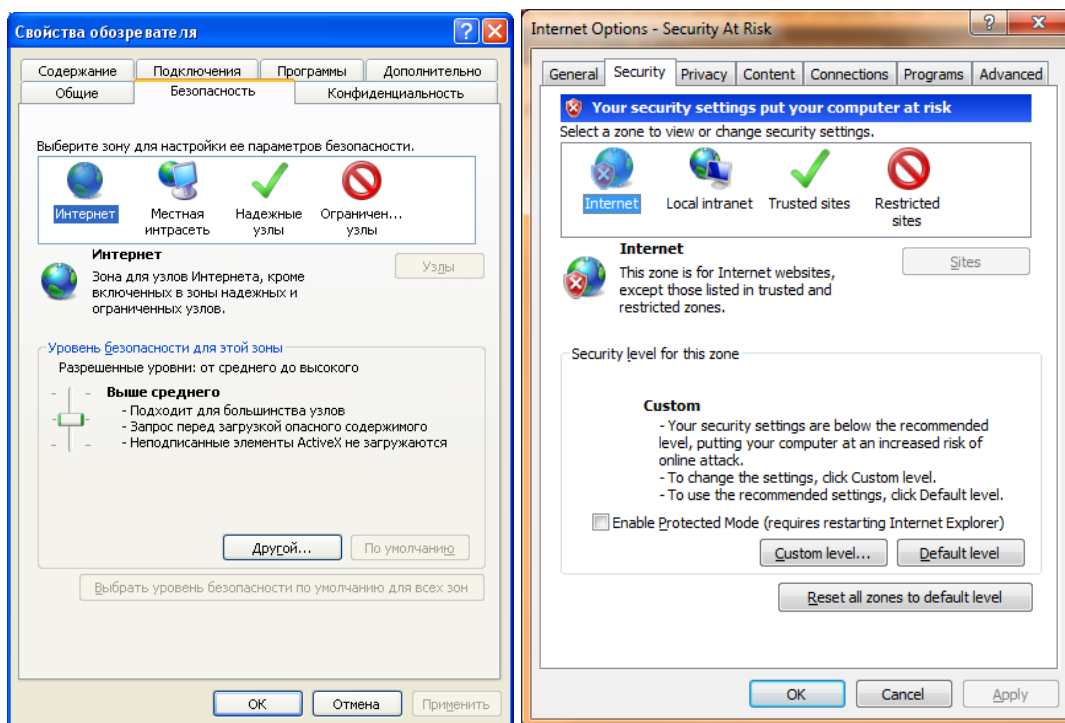 Свойства обозревателя
Содержание Подключения Программы Дополнительно
Общие Безопасность Конфиденциальность
Выберите зону для настройки ее параметров безопасности.
Интернет Местная интрасеть Надежные узлы Ограничен... узлы
Интернет
Зона для узлов Интернета, кроме
включенных в зоны надежных и
ограниченных узлов.
Узлы
Уровень безопасности для этой зоны
Разрешенные уровни: от среднего до высокого
Выше среднего
- Подходит для большинства узлов
- Запрос перед загрузкой опасного содержимого
- Неподписанные элементы ActiveX не загружаются
Другой... По умолчанию
Выбрать уровень безопасности по умолчанию для всех зон
ОК Отмена Применить
Internet Options - Security At Risk
General Security Privacy Content Connections Programs Advanced
Your security settings put your computer at risk
Select a zone to view or change security settings.
Internet Local intranet Trusted sites Restricted sites
Internet
This zone is for Internet websites,
except those listed in trusted and
restricted zones.
Sites
Security level for this zone
Custom
- Your security settings are below the recommended
level, putting your computer at an increased risk of
online attack.
- To change the settings, click Custom level.
- To use the recommended settings, click Default level.
Enable Protected Mode (requires restarting Internet Explorer)
Custom level... Default level
Reset all zones to default level
OK Cancel Apply